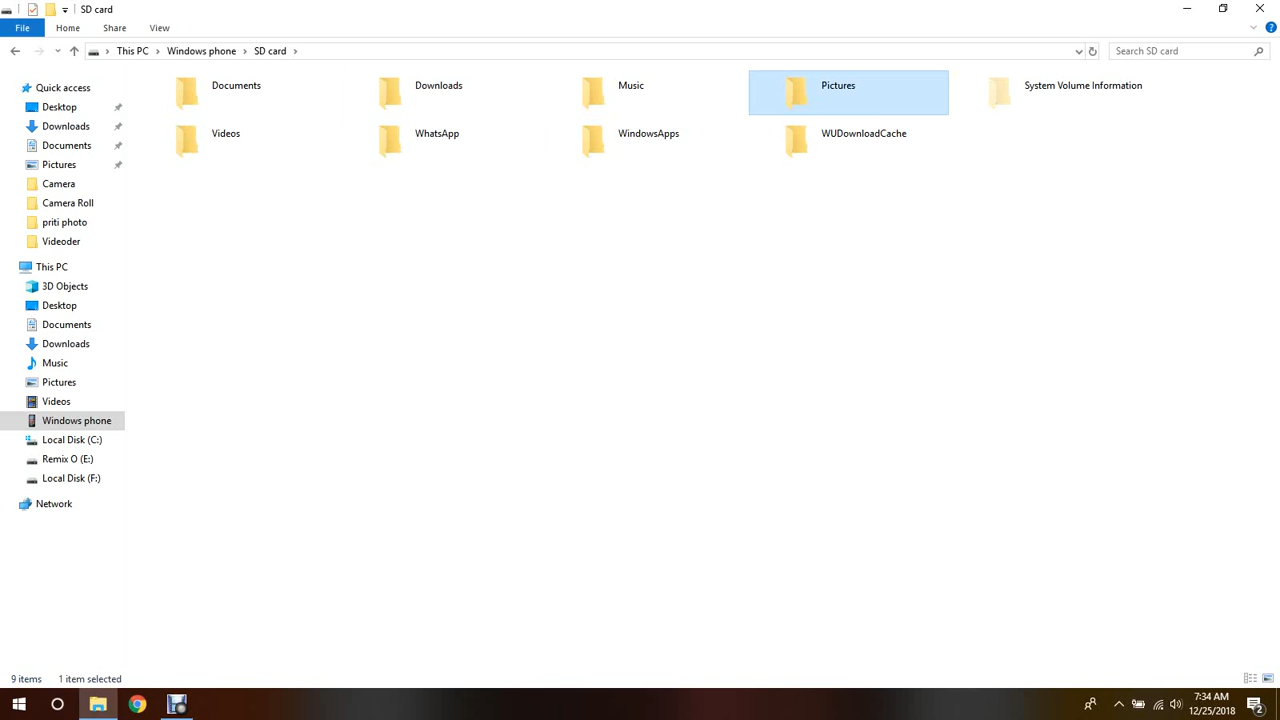 SD card
File Home Share View
This PC Windows phone SD card Search SD card
Documents Downloads Music Pictures System Volume Information
Videos WhatsApp WindowsApps WUDownloadCache
Quick access
Desktop
Downloads
Documents
Pictures
Camera
Camera Roll
priti photo
Videoder
This PC
3D Objects
Desktop
Documents
Downloads
Music
Pictures
Videos
Windows phone
Local Disk (C:)
Remix O (E:)
Local Disk (F:)
Network
9 items 1 item selected
7:34 AM
12/25/2018
2